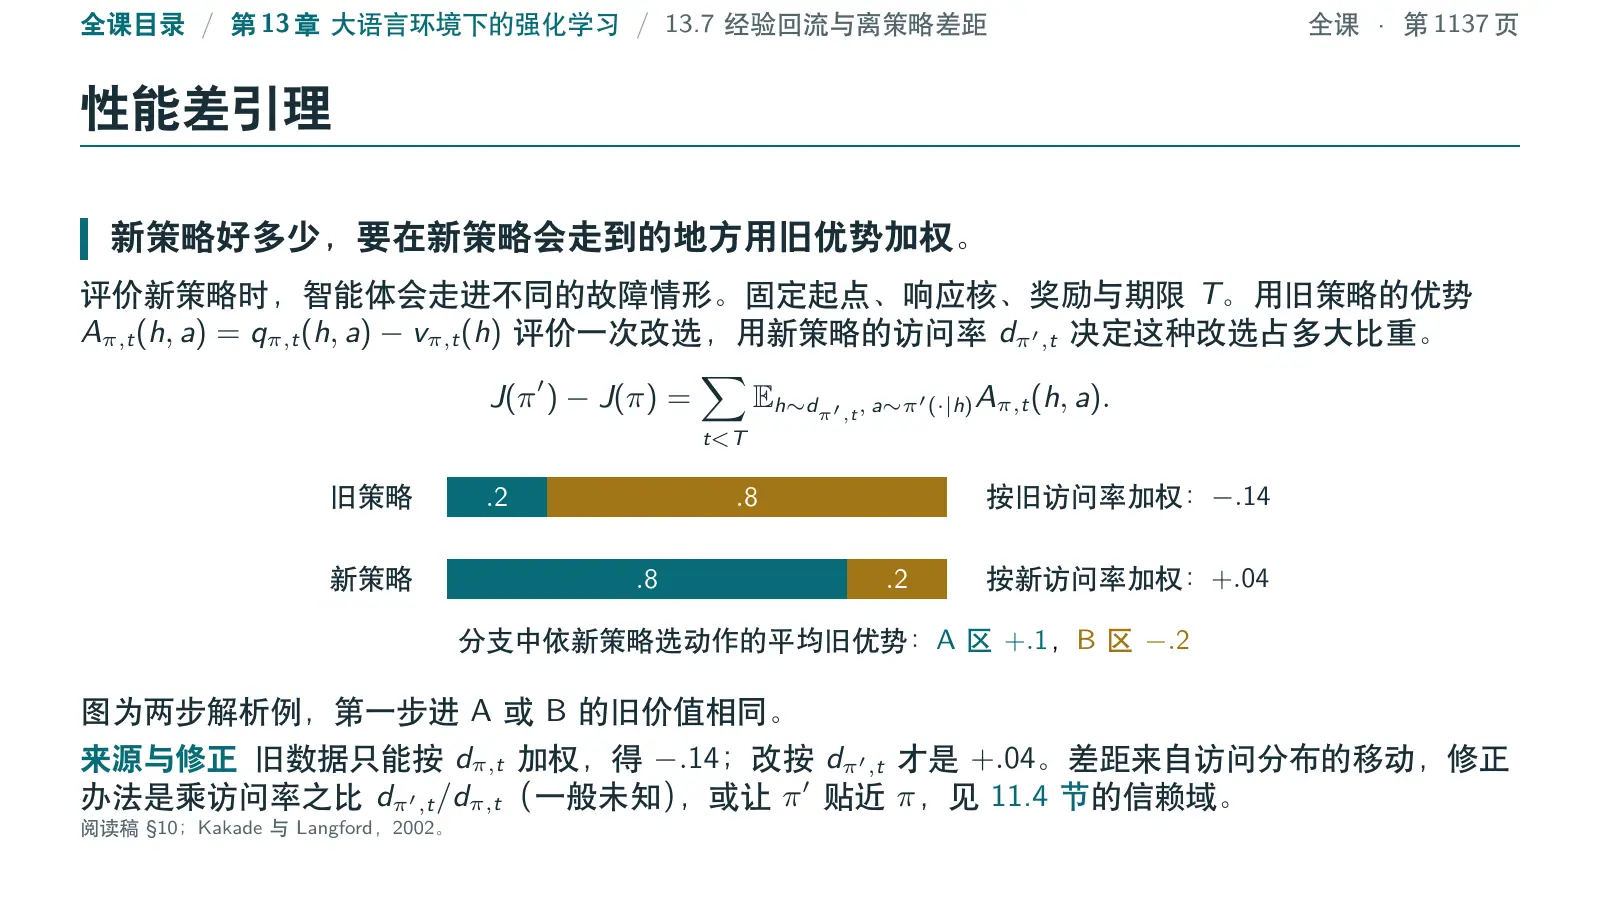 全课目录 / 第 13 章 大语言环境下的强化学习 / 13.7 经验回流与离策略差距 全课 · 第 1137 页
性能差引理
新策略好多少，要在新策略会走到的地方用旧优势加权。
评价新策略时，智能体会走进不同的故障情形。固定起点、响应核、奖励与期限 T。用旧策略的优势
A_{π,t}(h, a) = q_{π,t}(h, a) − v_{π,t}(h) 评价一次改选，用新策略的访问率 d_{π′,t} 决定这种改选占多大比重。
J(π′) − J(π) = ∑_{t<T} 𝔼_{h∼d_{π′,t}, a∼π′(·|h)} A_{π,t}(h, a).
旧策略 .2 .8 按旧访问率加权：−.14
新策略 .8 .2 按新访问率加权：+.04
分支中依新策略选动作的平均旧优势：A 区 +.1，B 区 −.2
图为两步解析例，第一步进 A 或 B 的旧价值相同。
来源与修正 旧数据只能按 d_{π,t} 加权，得 −.14；改按 d_{π′,t} 才是 +.04。差距来自访问分布的移动，修正
办法是乘访问率之比 d_{π′,t}/d_{π,t}（一般未知），或让 π′ 贴近 π，见 11.4 节的信赖域。
阅读稿 §10；Kakade 与 Langford，2002。